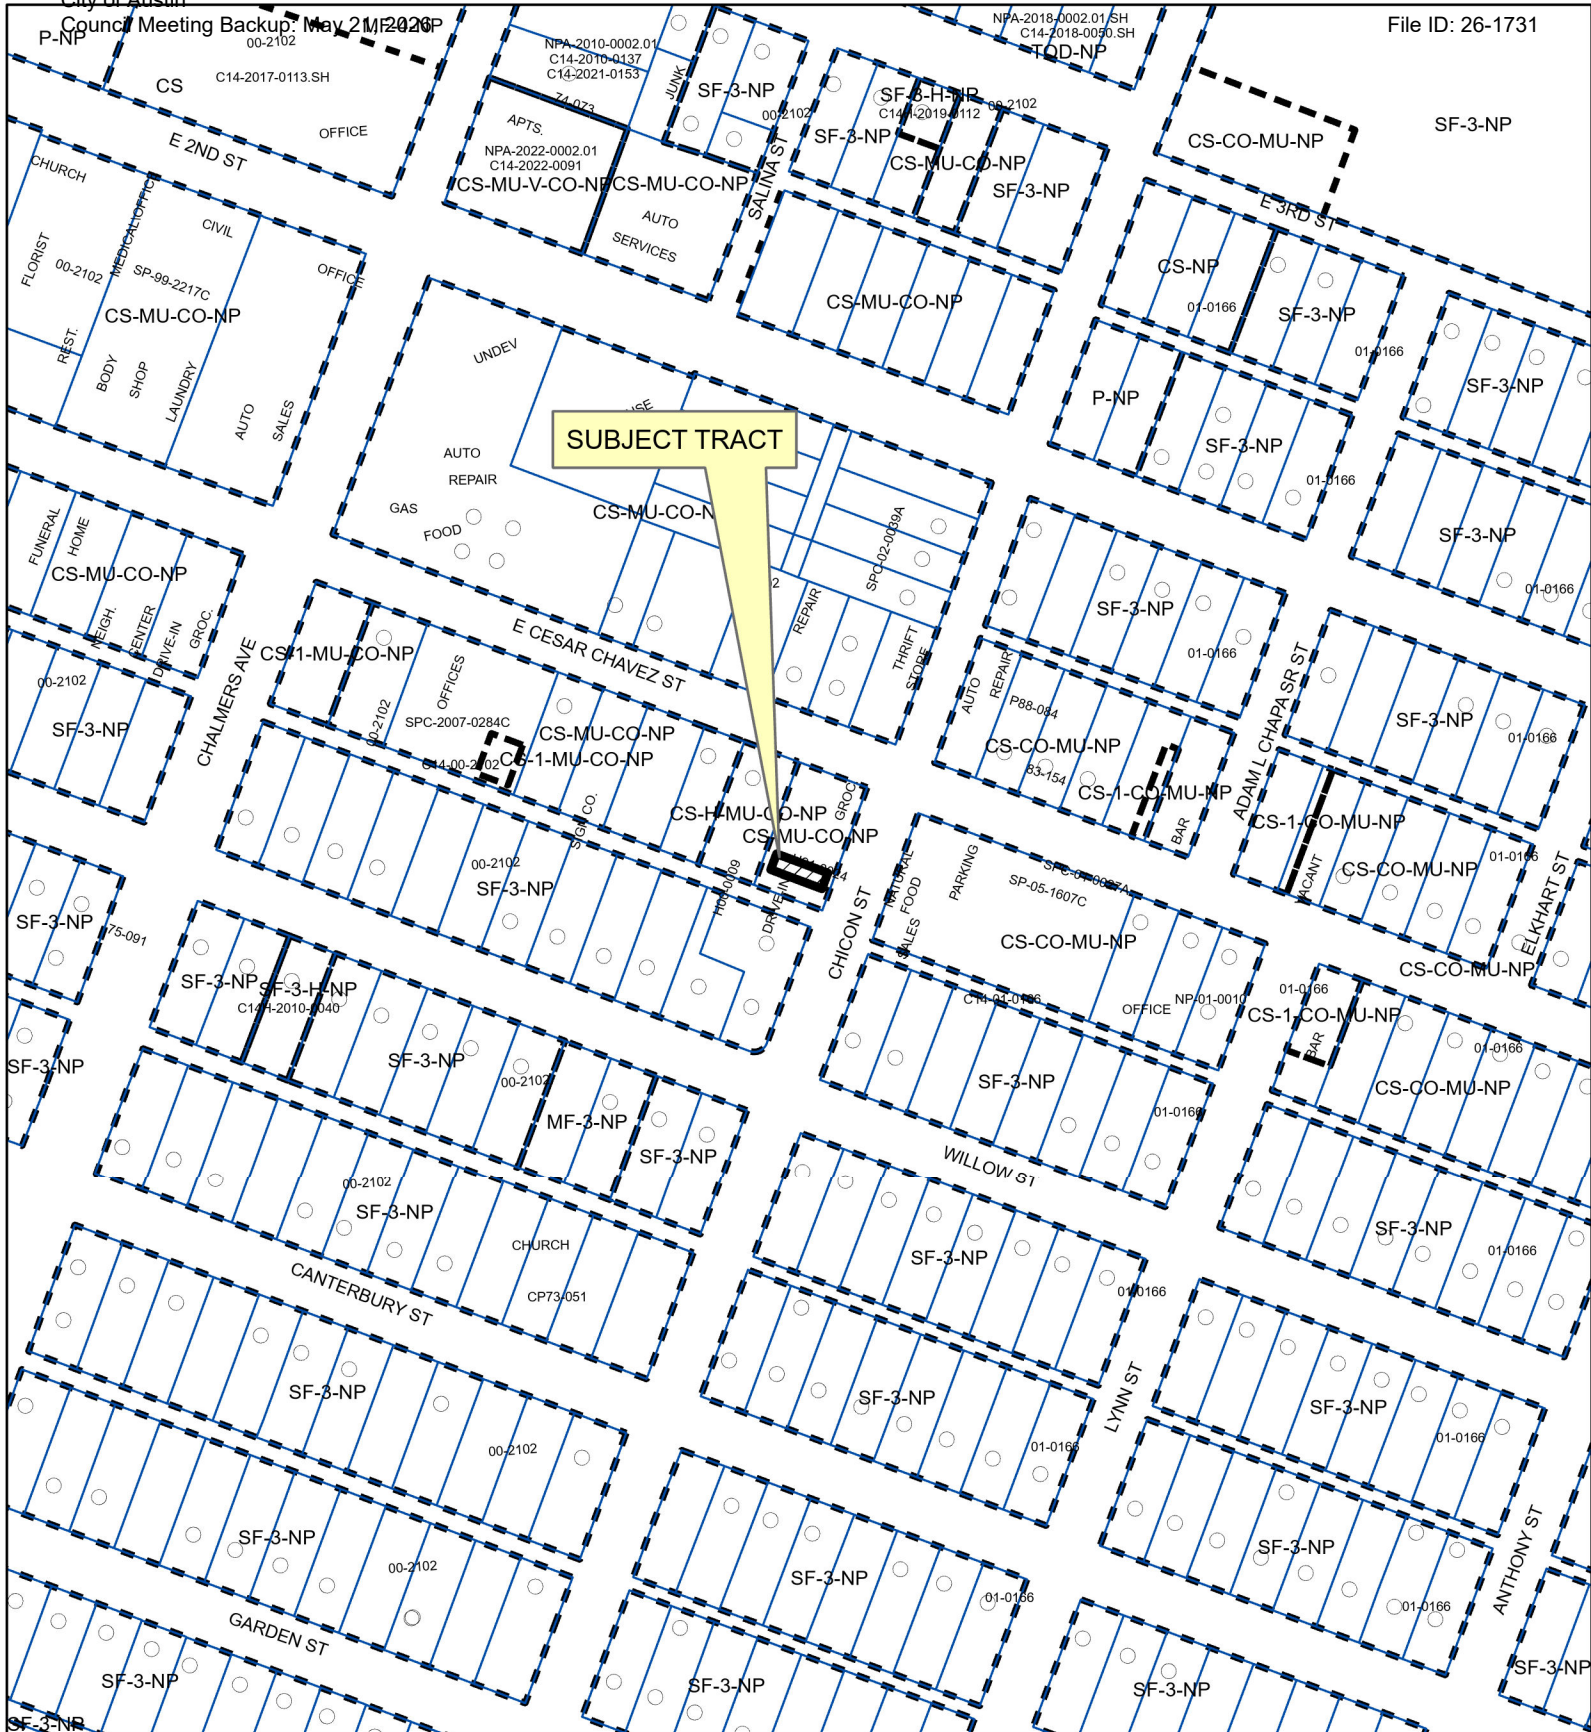 City of Austin
Council Meeting Backup: May 21, 2026
File ID: 26-1731
MF-4-NP
P-NP
00-2102
CS
C14-2017-0113.SH
OFFICE
E 2ND ST
NPA-2010-0002.01
C14-2010-0137
C14-2021-0153
74-073
JUNK
SF-3-NP
00-2102
APTS.
NPA-2022-0002.01
C14-2022-0091
CS-MU-V-CO-NP
CS-MU-CO-NP
AUTO
SERVICES
SALINA ST
NPA-2018-0002.01.SH
C14-2018-0050.SH
TOD-NP
SF-3-H-NP
C14H-2019-0112
00-2102
SF-3-NP
CS-MU-CO-NP
SF-3-NP
CS-CO-MU-NP
SF-3-NP
E 3RD ST
CHURCH
FLORIST
00-2102
MEDICAL\OFFICE
SP-99-2217C
CIVIL
OFFICE
CS-MU-CO-NP
REST.
BODY
SHOP
LAUNDRY
AUTO
SALES
CS-MU-CO-NP
CS-NP
01-0166
SF-3-NP
01-0166
SF-3-NP
P-NP
SF-3-NP
01-0166
SF-3-NP
01-0166
UNDEV
SUBJECT TRACT
AUTO
REPAIR
GAS
FOOD
SPC-02-0039A
REPAIR
THRIFT
STORE
FUNERAL
HOME
CS-MU-CO-NP
NEIGH.
CENTER
DRIVE-IN
GROC.
00-2102
SF-3-NP
CHALMERS AVE
E CESAR CHAVEZ ST
CS-1-MU-CO-NP
00-2102
OFFICES
SPC-2007-0284C
CS-MU-CO-NP
CS-1-MU-CO-NP
C14-00-2102
SIGN CO.
SF-3-NP
01-0166
AUTO
REPAIR
P88-084
CS-CO-MU-NP
83-154
CS-1-CO-MU-NP
BAR
ADAM L CHAPA SR ST
SF-3-NP
01-0166
CS-1-CO-MU-NP
VACANT
CS-CO-MU-NP
01-0166
ELKHART ST
CS-H-MU-CO-NP
CS-MU-CO-NP
GROC.
H06-0009
DRIVE-IN
CHICON ST
NATURAL
FOOD
SALES
PARKING
SP-05-1607C
CS-CO-MU-NP
C14-01-0166
OFFICE
NP-01-0010
00-2102
SF-3-NP
SF-3-NP
75-091
SF-3-NP
SF-3-H-NP
C14H-2010-0040
SF-3-NP
00-2102
MF-3-NP
SF-3-NP
SF-3-NP
SF-3-NP
01-0166
CS-CO-MU-NP
01-0166
CS-1-CO-MU-NP
BAR
01-0166
CS-CO-MU-NP
WILLOW ST
00-2102
SF-3-NP
CHURCH
CP73-051
CANTERBURY ST
SF-3-NP
01-0166
SF-3-NP
01-0166
SF-3-NP
00-2102
SF-3-NP
01-0166
LYNN ST
SF-3-NP
01-0166
SF-3-NP
00-2102
SF-3-NP
01-0166
SF-3-NP
01-0166
ANTHONY ST
GARDEN ST
SF-3-NP
SF-3-NP
SF-3-NP
SF-3-NP
SF-3-NP